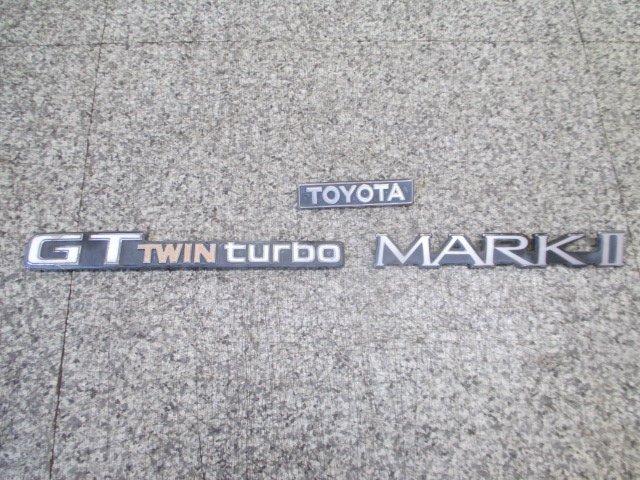 TOYOTA
GT TWIN turbo
MARK II